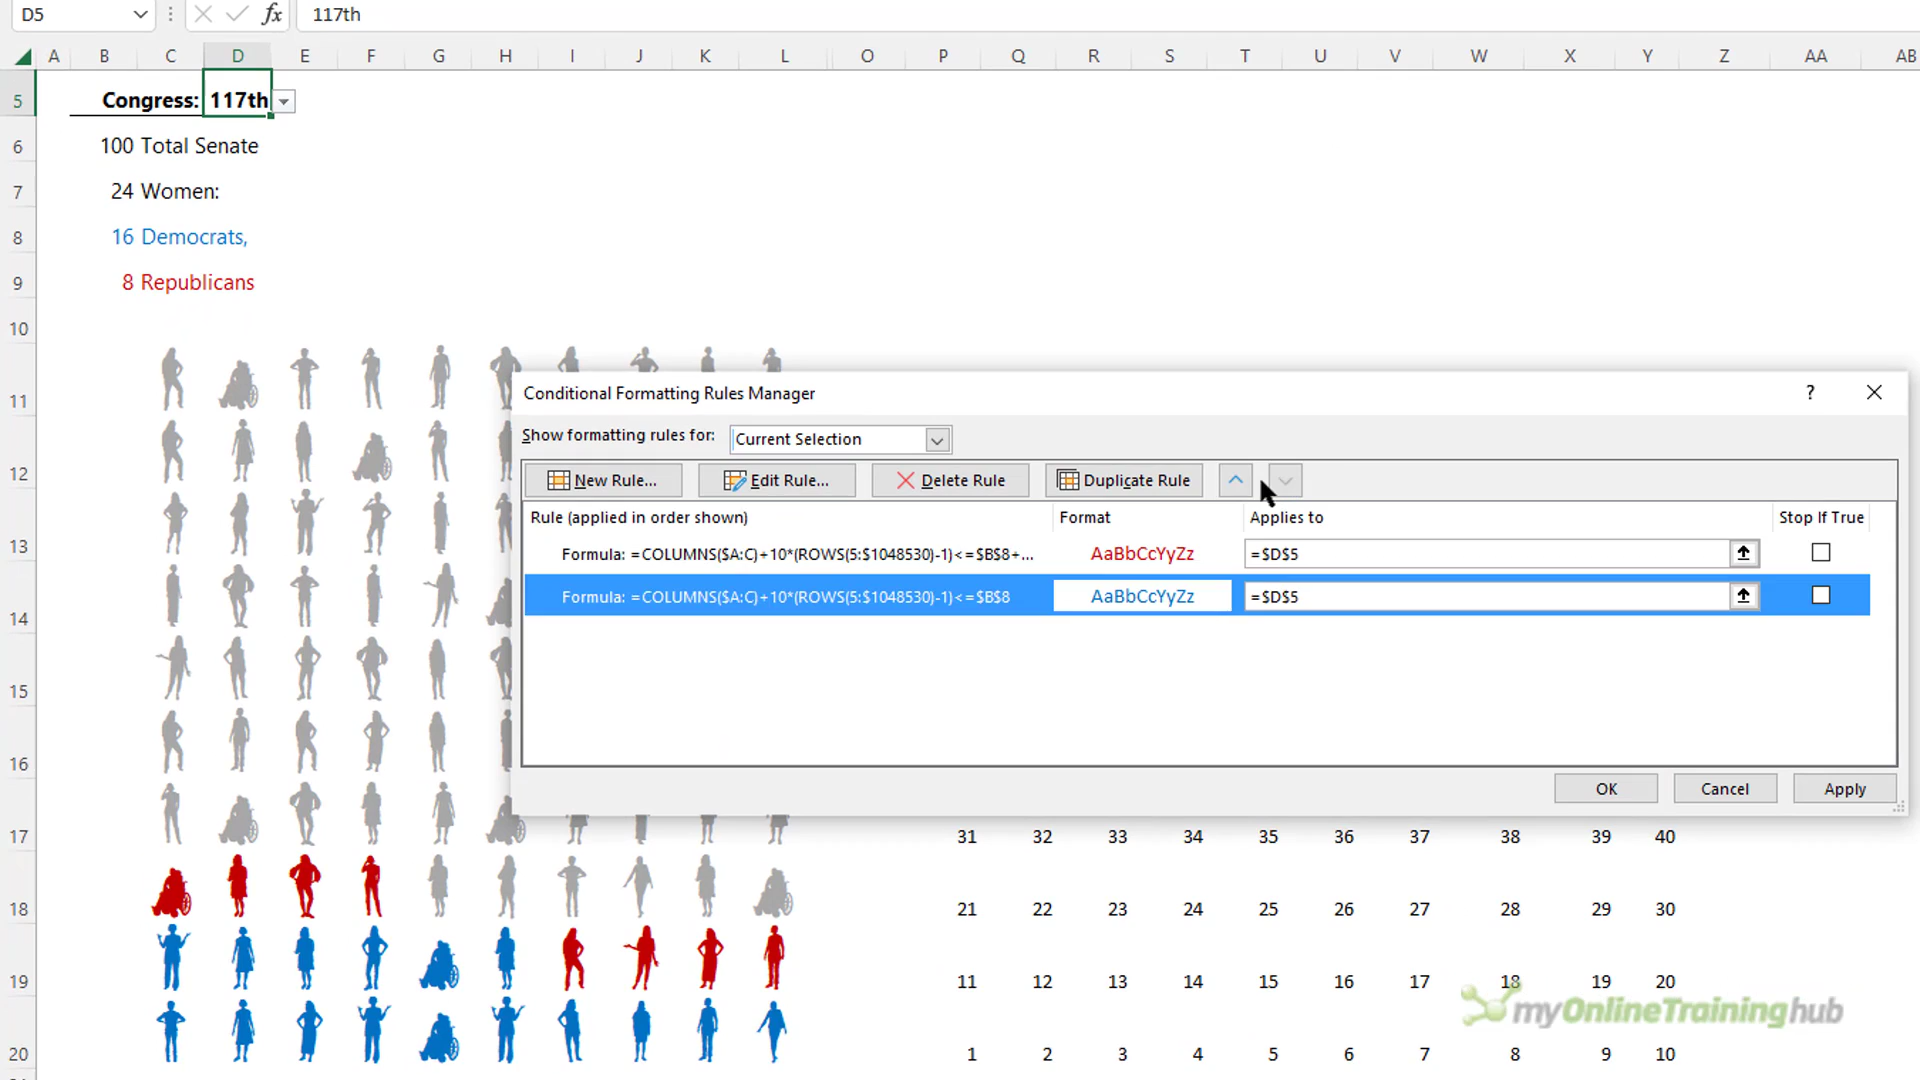 D5 fx 117th
A B C D E F G H I J K L O P Q R S T U V W X Y Z AA AB
5 Congress: 117th
6 100 Total Senate
7 24 Women:
8 16 Democrats,
9 8 Republicans
10
11
Conditional Formatting Rules Manager ?
Show formatting rules for: Current Selection
12 New Rule... Edit Rule... Delete Rule Duplicate Rule
Rule (applied in order shown) Format Applies to Stop If True
13 Formula: =COLUMNS($A:C)+10*(ROWS(5:$1048530)-1)<=$B$8+... AaBbCcYyZz =$D$5
Formula: =COLUMNS($A:C)+10*(ROWS(5:$1048530)-1)<=$B$8 AaBbCcYyZz =$D$5
14
15
16
OK Cancel Apply
17 31 32 33 34 35 36 37 38 39 40
18 21 22 23 24 25 26 27 28 29 30
19 11 12 13 14 15 16 17 18 19 20
myOnlineTraininghub
20 1 2 3 4 5 6 7 8 9 10